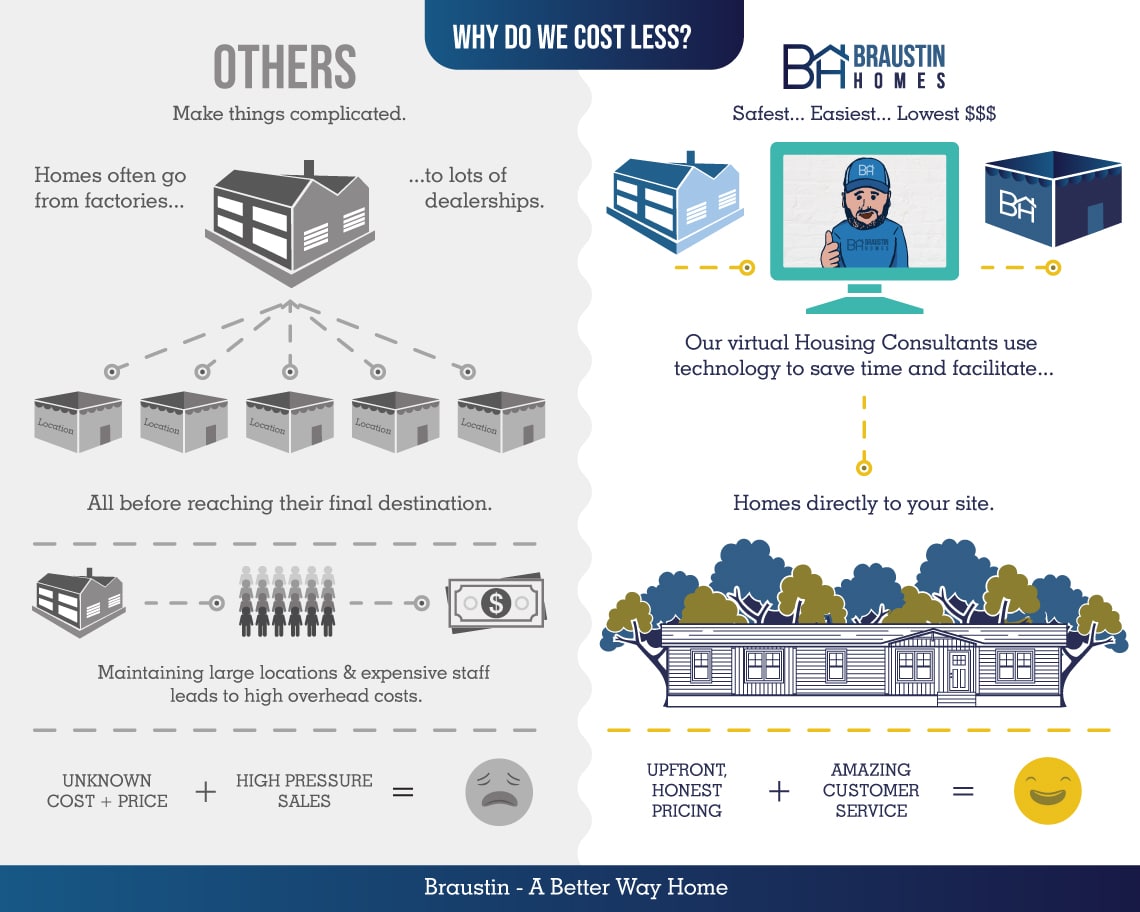 WHY DO WE COST LESS?
OTHERS
Make things complicated.
Homes often go
from factories...
...to lots of
dealerships.
Location
Location
Location
Location
Location
All before reaching their final destination.
$
Maintaining large locations & expensive staff
leads to high overhead costs.
UNKNOWN
COST + PRICE
+
HIGH PRESSURE
SALES
=
BH BRAUSTIN
HOMES
Safest... Easiest... Lowest $$$
BH
BH BRAUSTIN
HOMES
BH
Our virtual Housing Consultants use
technology to save time and facilitate...
Homes directly to your site.
UPFRONT,
HONEST
PRICING
+
AMAZING
CUSTOMER
SERVICE
=
Braustin - A Better Way Home